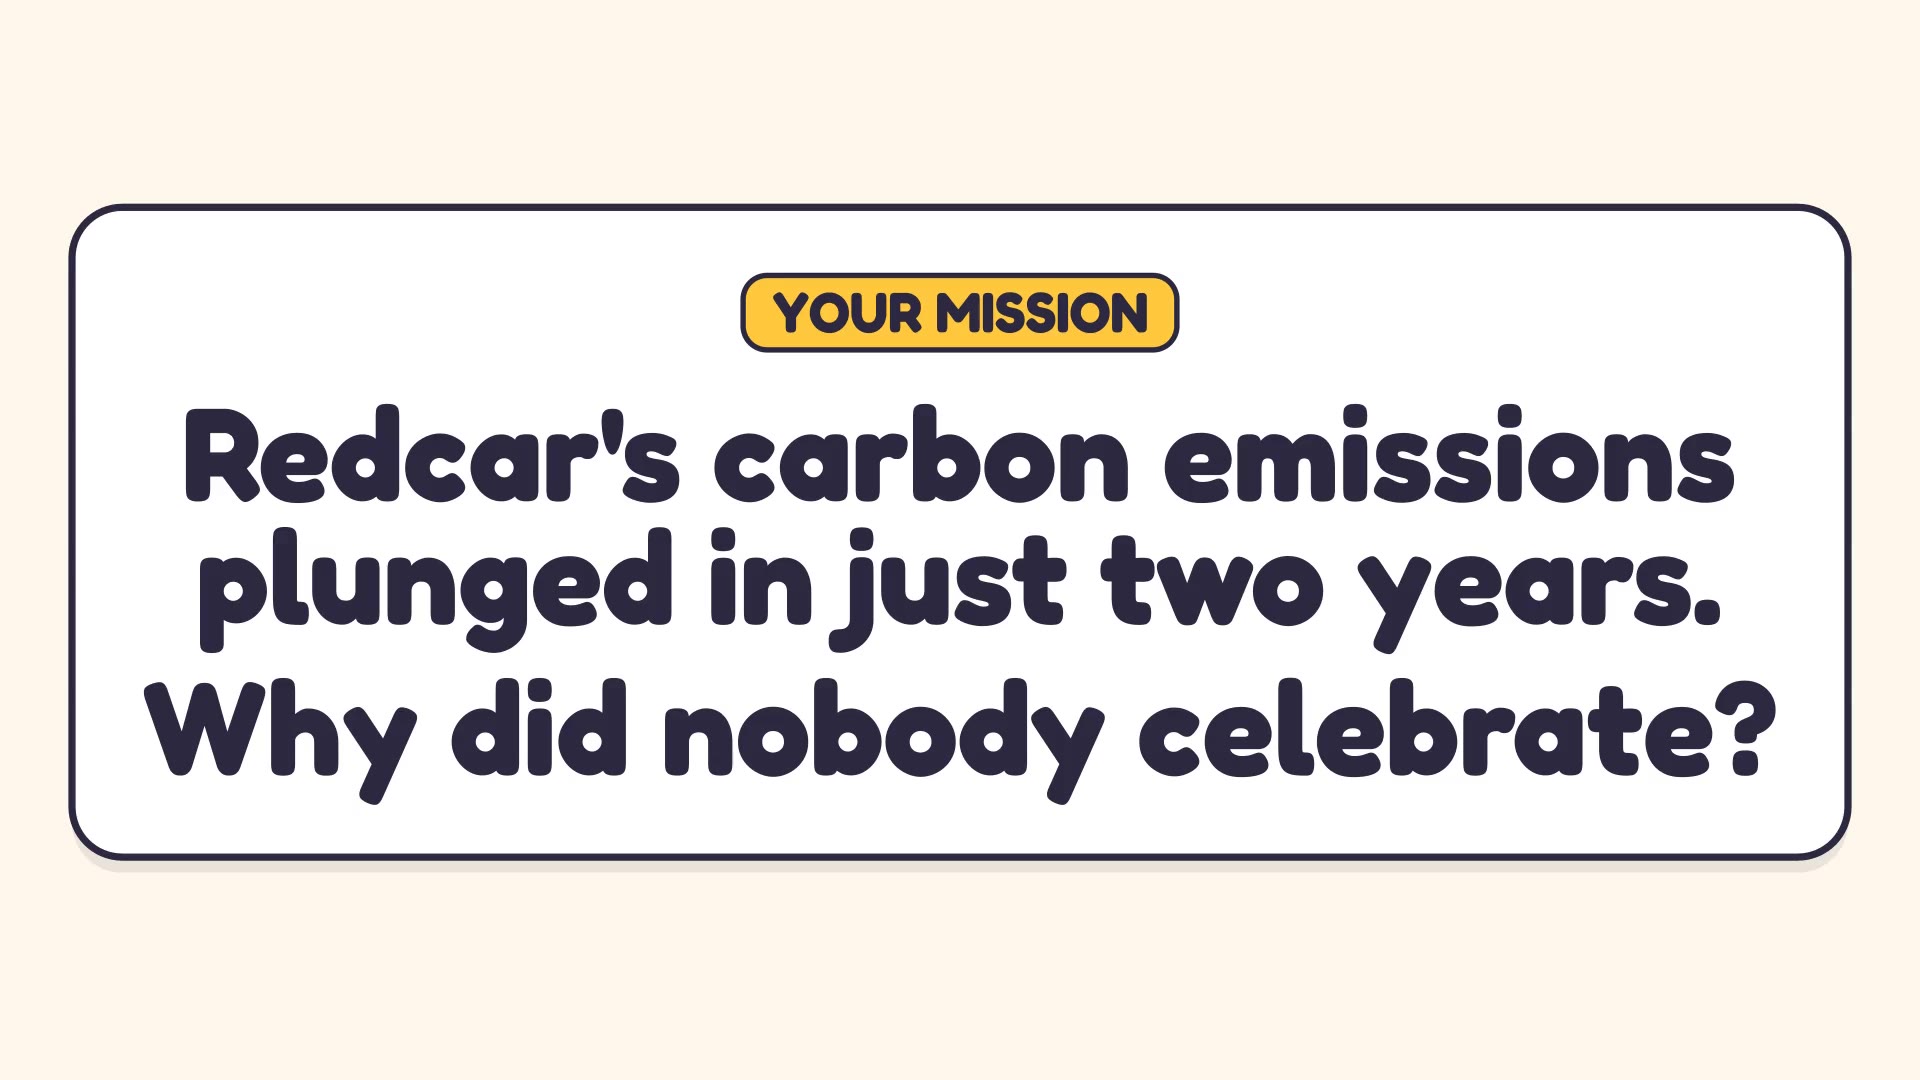 YOUR MISSION
Redcar's carbon emissions
plunged in just two years.
Why did nobody celebrate?